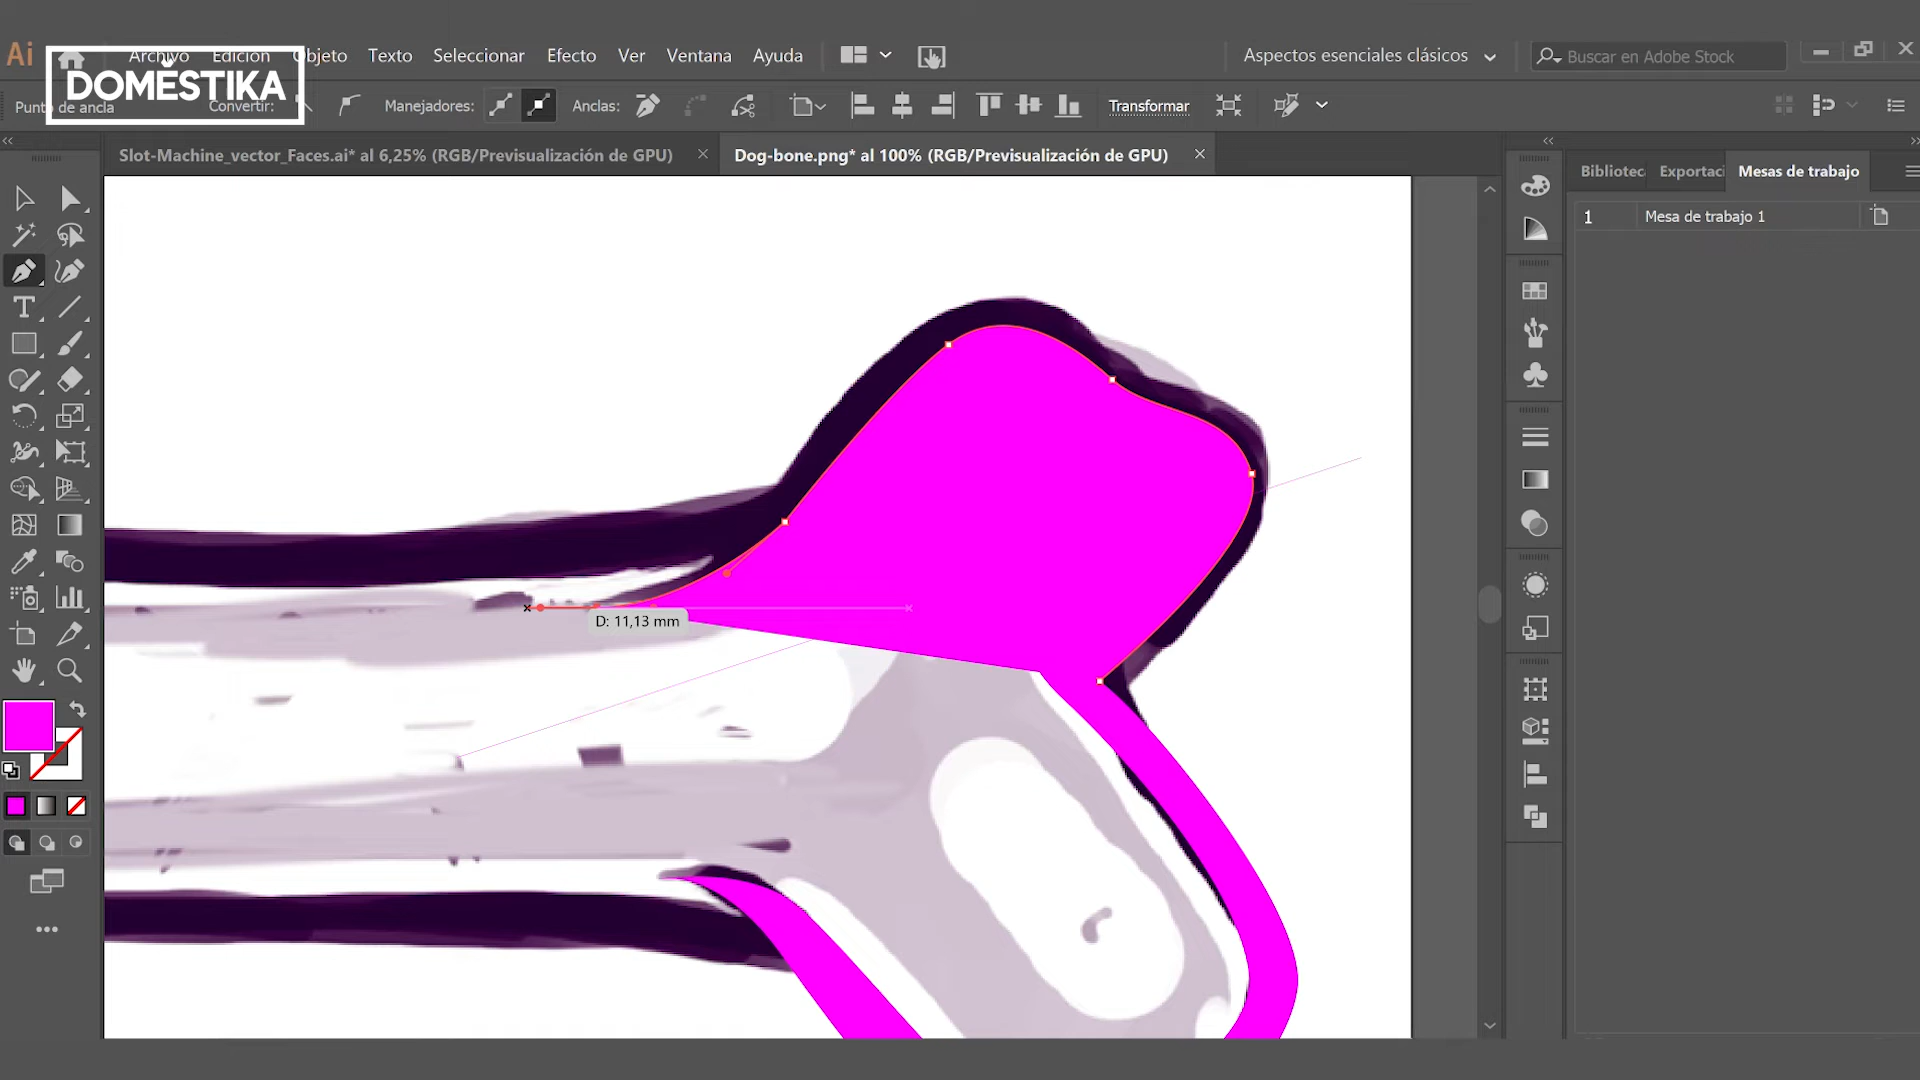 Ai
Archivo Edición Objeto Texto Seleccionar Efecto Ver Ventana Ayuda Aspectos esenciales clásicos Buscar en Adobe Stock
DOMESTIKA
Punto de ancla Convertir: Manejadores: Anclas: Transformar
Slot-Machine_vector_Faces.ai* al 6,25% (RGB/Previsualización de GPU) Dog-bone.png* al 100% (RGB/Previsualización de GPU)
Bibliotec Exportaci Mesas de trabajo
1 Mesa de trabajo 1
D: 11,13 mm